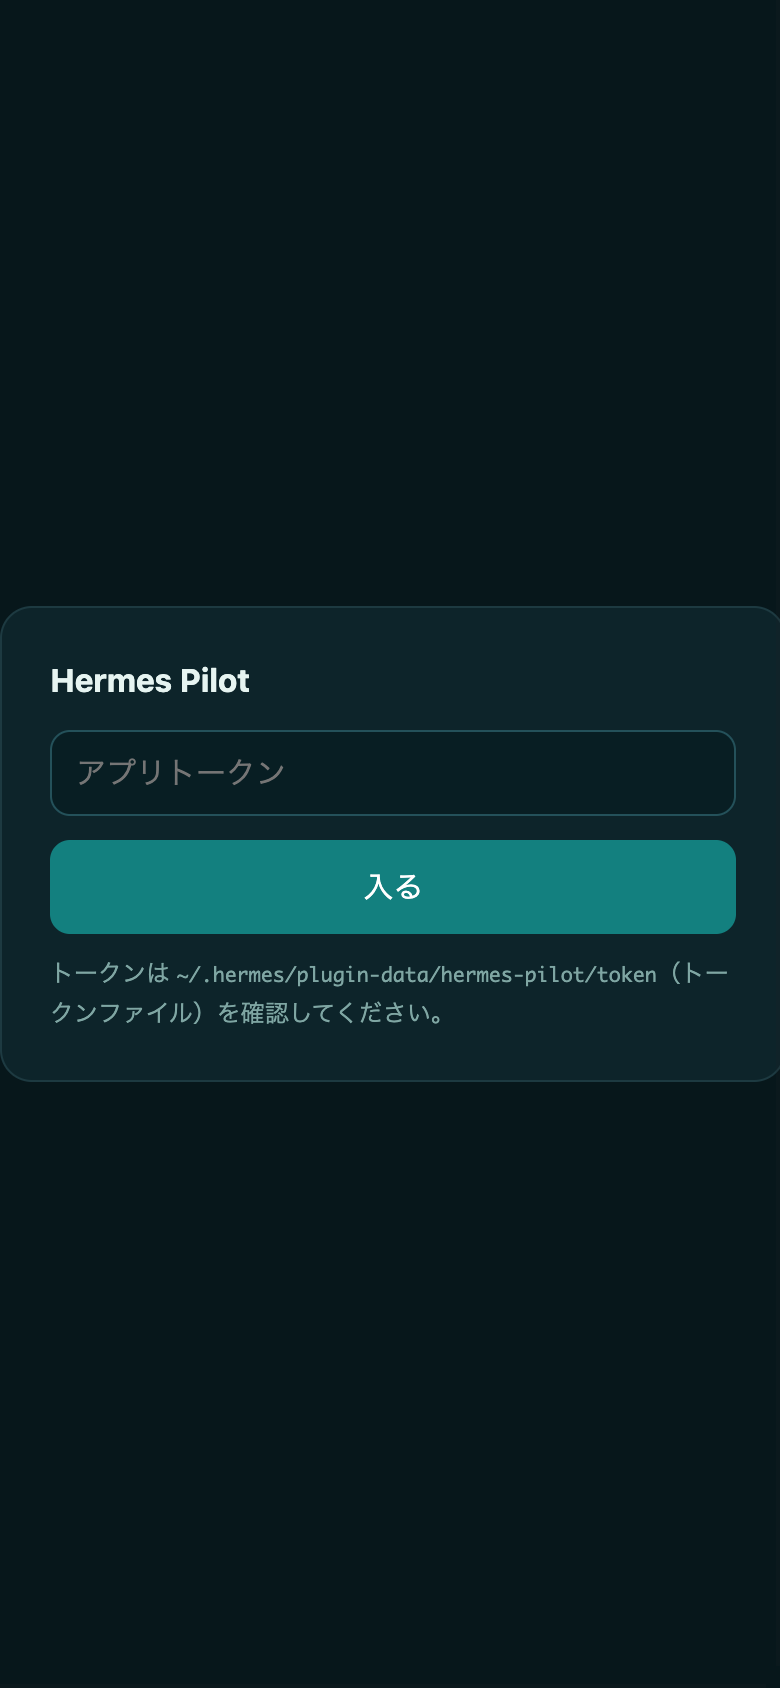 Hermes Pilot
アプリトークン
入る
トークンは ~/.hermes/plugin-data/hermes-pilot/token（トー
クンファイル）を確認してください。